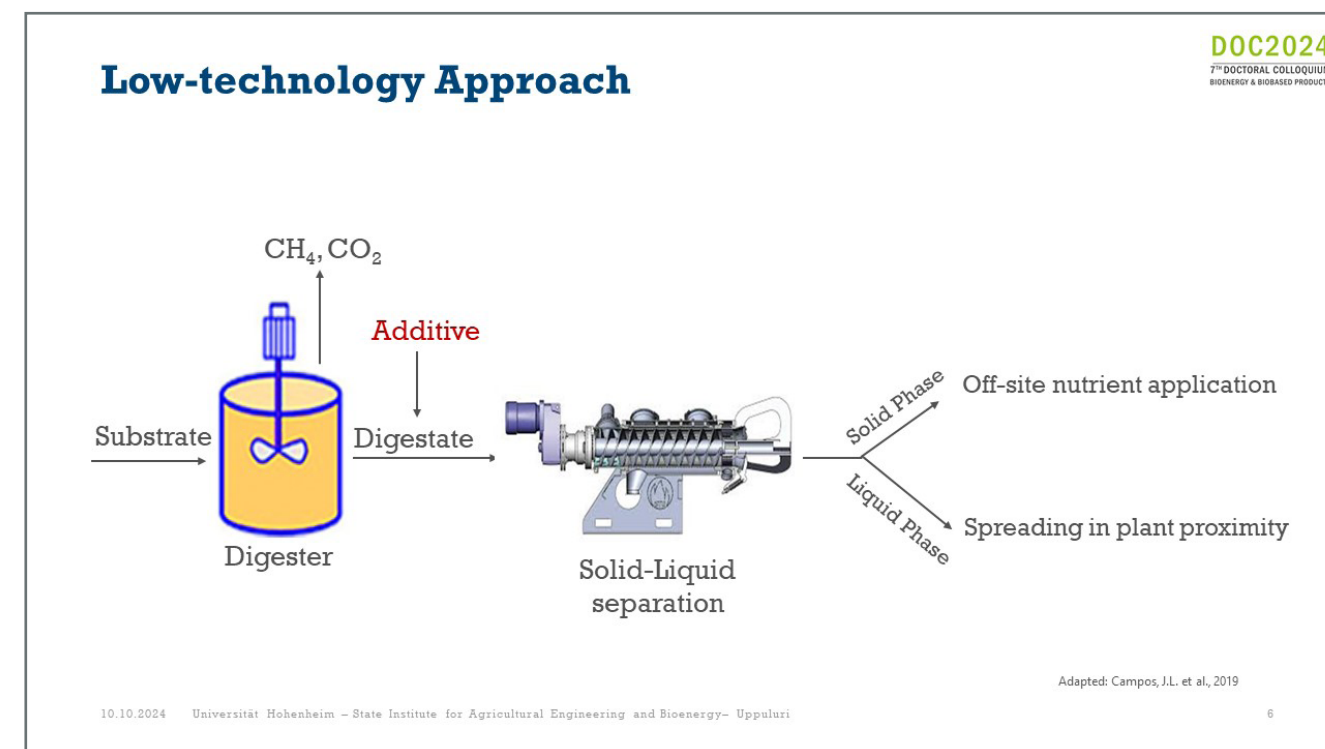 DOC2024
7TH DOCTORAL COLLOQUIUM
BIOENERGY & BIOBASED PRODUCT
Low-technology Approach
CH₄, CO₂
Additive
Substrate
Digestate
Digester
Solid-Liquid
separation
Solid Phase
Off-site nutrient application
Liquid Phase
Spreading in plant proximity
Adapted: Campos, J.L. et al., 2019
10.10.2024 Universität Hohenheim – State Institute for Agricultural Engineering and Bioenergy– Uppuluri 6